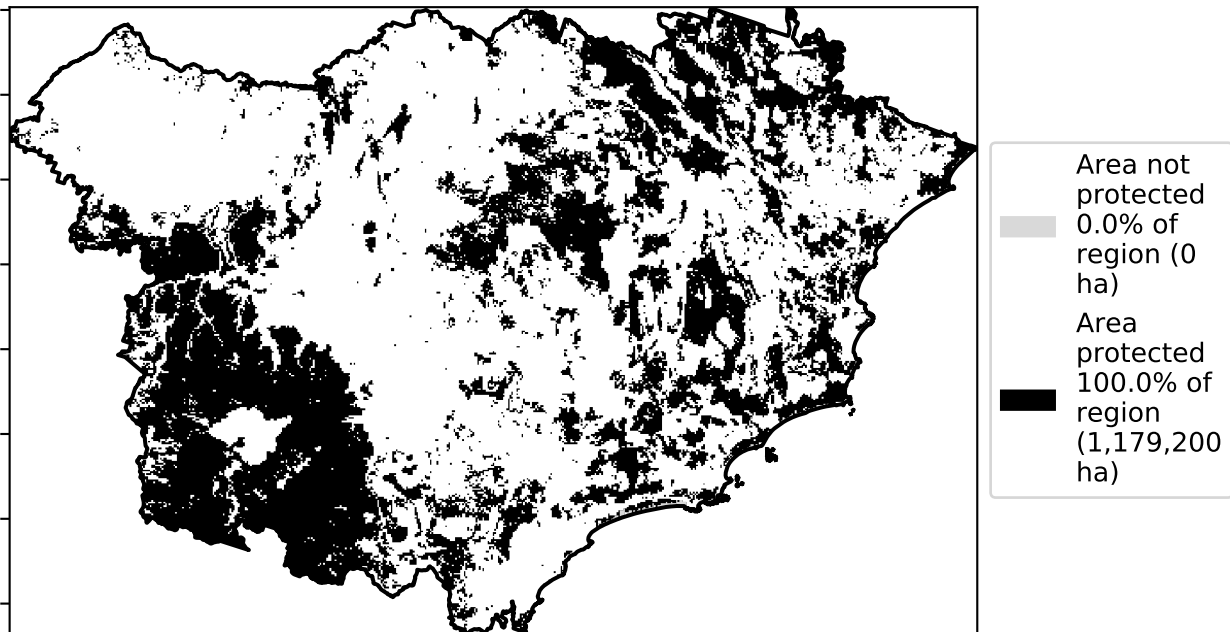 Area not
protected
0.0% of
region (0
ha)
Area
protected
100.0% of
region
(1,179,200
ha)